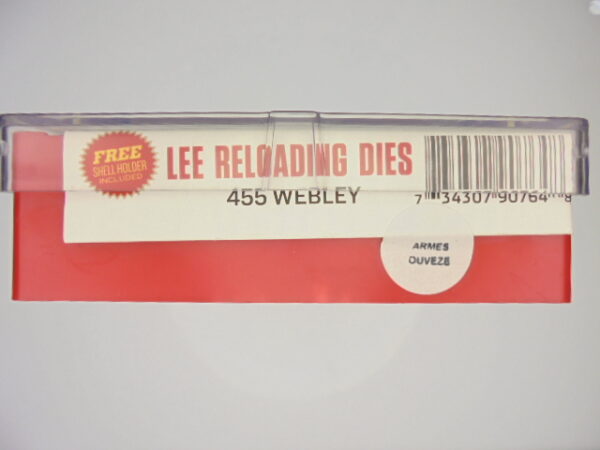 FREE
SHELL HOLDER
INCLUDED
LEE RELOADING DIES
455 WEBLEY
7 34307 90764 8
ARMES
OUVEZE